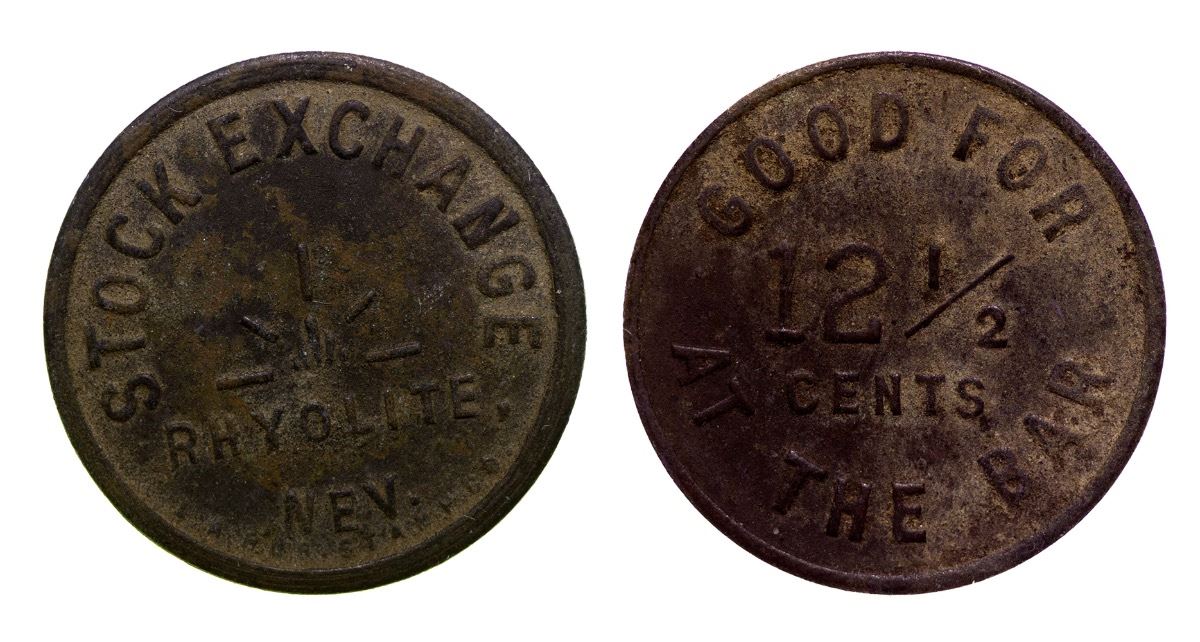 STOCK EXCHANGE
RHYOLITE,
NEV.
GOOD FOR
12 1/2
CENTS
AT THE BAR